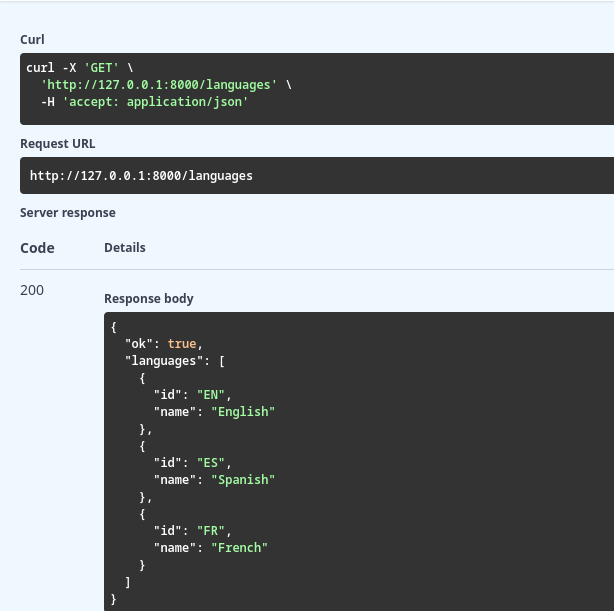 Curl
curl -X 'GET' \
  'http://127.0.0.1:8000/languages' \
  -H 'accept: application/json'
Request URL
http://127.0.0.1:8000/languages
Server response
Code Details
200
Response body
{
  "ok": true,
  "languages": [
    {
      "id": "EN",
      "name": "English"
    },
    {
      "id": "ES",
      "name": "Spanish"
    },
    {
      "id": "FR",
      "name": "French"
    }
  ]
}